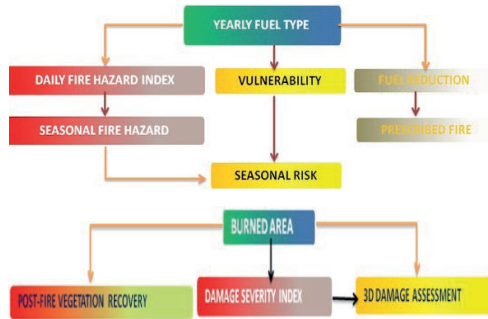 YEARLY FUEL TYPE
DAILY FIRE HAZARD INDEX
VULNERABILITY
FUEL REDUCTION
SEASONAL FIRE HAZARD
PRESCRIBED FIRE
SEASONAL RISK
BURNED AREA
POST-FIRE VEGETATION RECOVERY
DAMAGE SEVERITY INDEX
3D DAMAGE ASSESSMENT